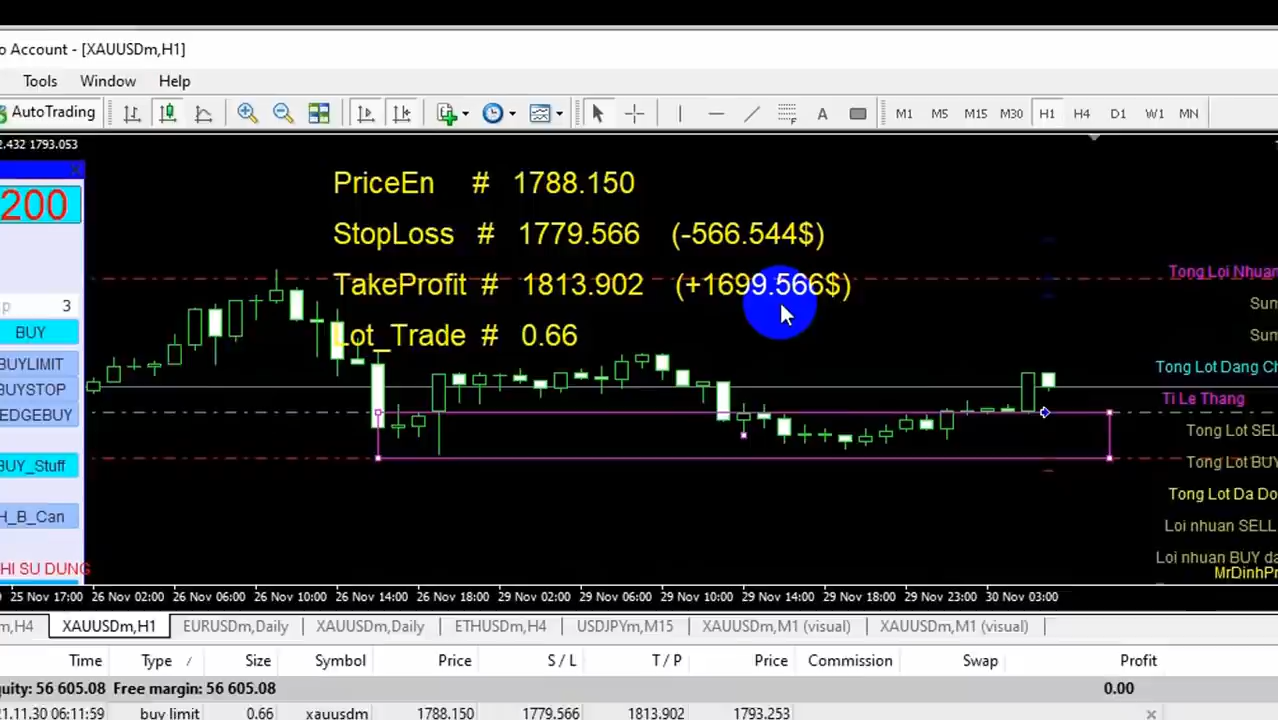 o Account - [XAUUSDm,H1]
Tools Window Help
AutoTrading A M1 M5 M15 M30 H1 H4 D1 W1 MN
2.432 1793.053
200
PriceEn # 1788.150
StopLoss # 1779.566 (-566.544$)
TakeProfit # 1813.902 (+1699.566$)
Lot_Trade # 0.66
p 3
BUY
BUYLIMIT
BUYSTOP
EDGEBUY
BUY_Stuff
H_B_Can
HI SU DUNG
Tong Loi Nhuan
Sum
Sum
Tong Lot Dang Ch
Ti Le Thang
Tong Lot SEL
Tong Lot BUY
Tong Lot Da Do
Loi nhuan SELL
Loi nhuan BUY da
MrDinhPr
25 Nov 17:00 26 Nov 02:00 26 Nov 06:00 26 Nov 10:00 26 Nov 14:00 26 Nov 18:00 29 Nov 02:00 29 Nov 06:00 29 Nov 10:00 29 Nov 14:00 29 Nov 18:00 29 Nov 23:00 30 Nov 03:00
m,H4 XAUUSDm,H1 EURUSDm,Daily XAUUSDm,Daily ETHUSDm,H4 USDJPYm,M15 XAUUSDm,M1 (visual) XAUUSDm,M1 (visual)
Time Type / Size Symbol Price S / L T / P Price Commission Swap Profit
quity: 56 605.08 Free margin: 56 605.08 0.00
21.11.30 06:11:59 buy limit 0.66 xauusdm 1788.150 1779.566 1813.902 1793.253